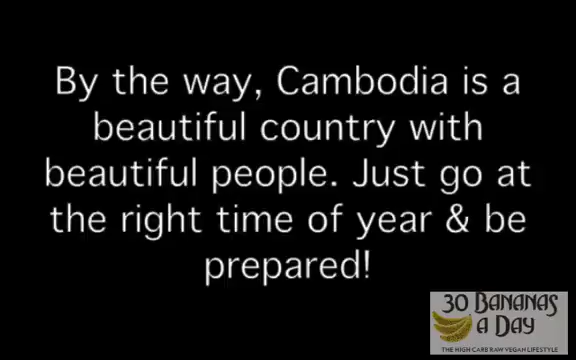 By the way, Cambodia is a
beautiful country with
beautiful people. Just go at
the right time of year & be
prepared!
30 BANANAS
A DAY
THE HIGH CARB RAW VEGAN LIFESTYLE